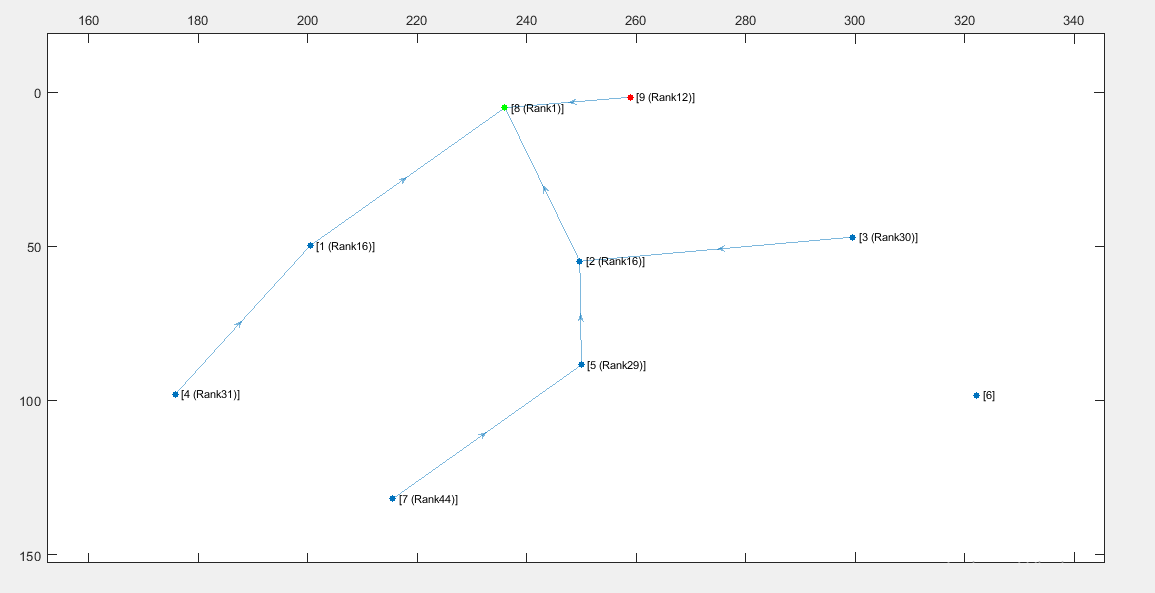 160 180 200 220 240 260 280 300 320 340
0
[9 (Rank12)]
[8 (Rank1)]
[3 (Rank30)]
50
[1 (Rank16)]
[2 (Rank16)]
[5 (Rank29)]
[4 (Rank31)]
[6]
100
[7 (Rank44)]
150